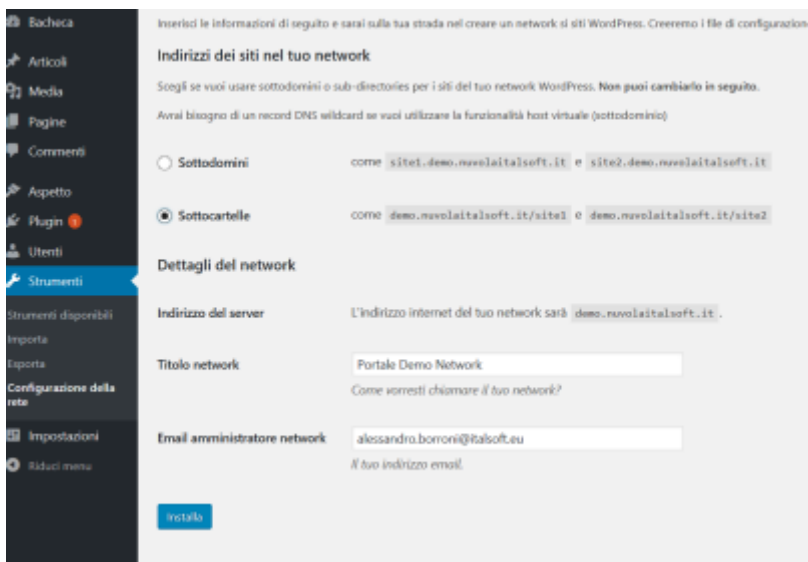 Bacheca
Articoli
Media
Pagine
Commenti
Aspetto
Plugin 1
Utenti
Strumenti
Strumenti disponibili
Importa
Esporta
Configurazione della
rete
Impostazioni
Riduci menu
Inserisci le informazioni di seguito e sarai sulla tua strada nel creare un network si siti WordPress. Creeremo i file di configurazion
Indirizzi dei siti nel tuo network
Scegli se vuoi usare sottodomini o sub-directories per i siti del tuo network WordPress. Non puoi cambiarlo in seguito.
Avrai bisogno di un record DNS wildcard se vuoi utilizzare la funzionalità host virtuale (sottodominio)
Sottodomini come site1.demo.nuvolaitalsoft.it e site2.demo.nuvolaitalsoft.it
Sottocartelle come demo.nuvolaitalsoft.it/site1 e demo.nuvolaitalsoft.it/site2
Dettagli del network
Indirizzo del server L'indirizzo internet del tuo network sarà demo.nuvolaitalsoft.it .
Titolo network Portale Demo Network
Come vorresti chiamare il tuo network?
Email amministratore network alessandro.borroni@italsoft.eu
Il tuo indirizzo email.
Installa